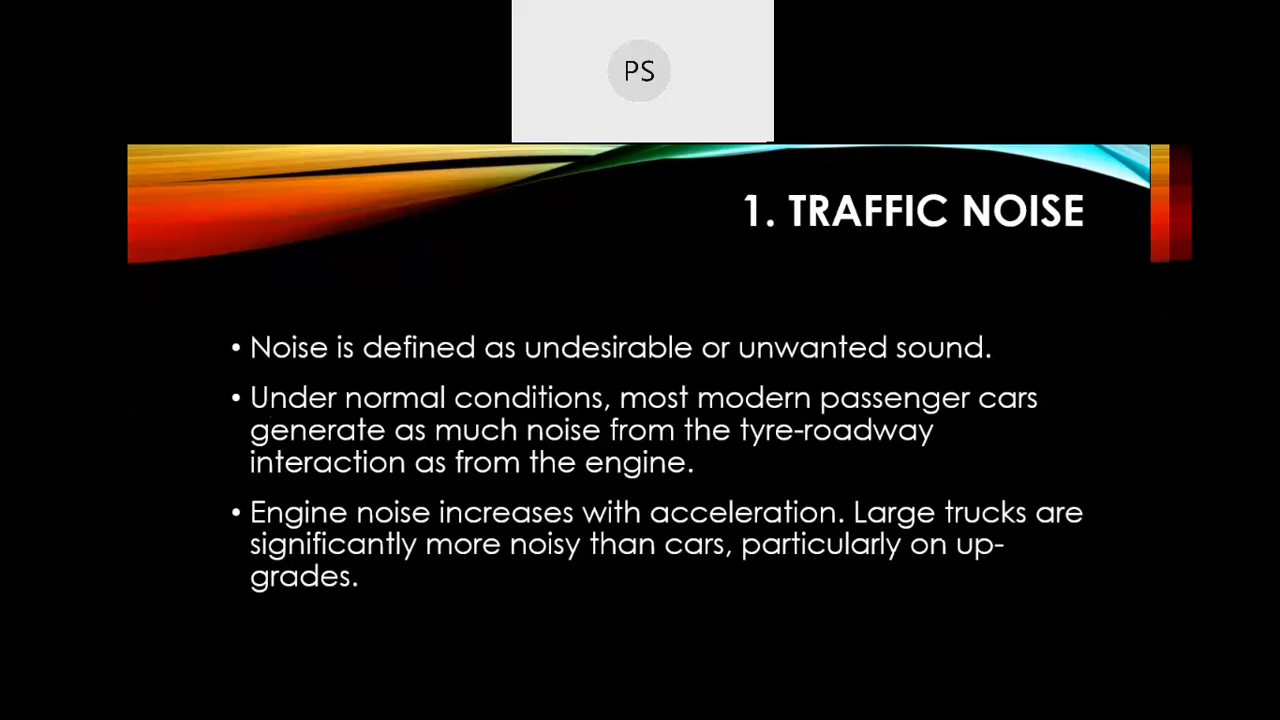 PS
1. TRAFFIC NOISE
• Noise is defined as undesirable or unwanted sound.
• Under normal conditions, most modern passenger cars
generate as much noise from the tyre-roadway
interaction as from the engine.
• Engine noise increases with acceleration. Large trucks are
significantly more noisy than cars, particularly on up-
grades.